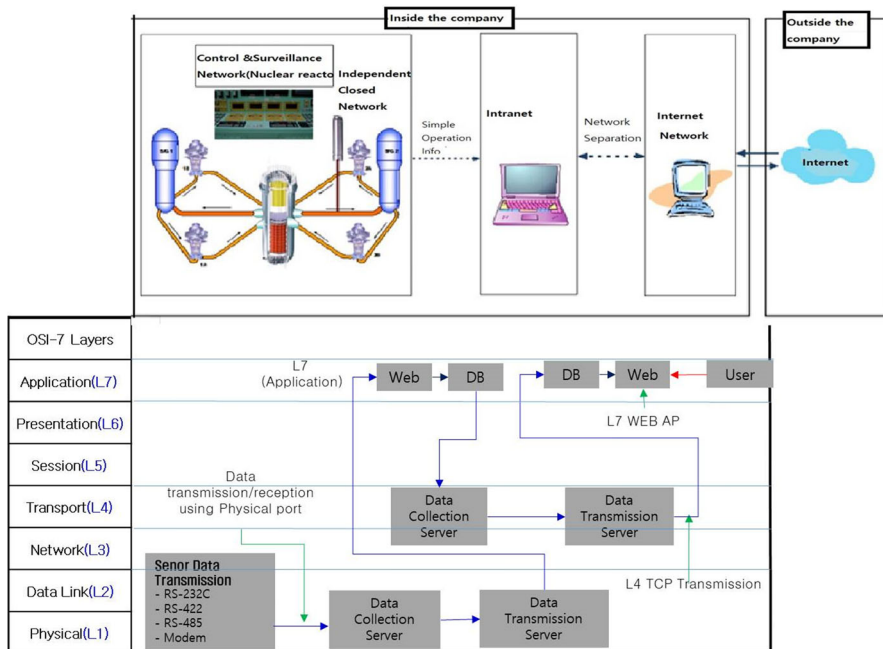 Inside the company
Outside the
company
Control &Surveillance
Network(Nuclear reacto
Independent
Closed
Network
Simple
Operation
Info
Intranet
Network
Separation
Internet
Network
Internet
OSI-7 Layers
Application(L7)
L7
(Application)
Web
DB
DB
Web
User
L7 WEB AP
Presentation(L6)
Session(L5)
Data
transmission/reception
using Physical port
Transport(L4)
Data
Collection
Server
Data
Transmission
Server
Network(L3)
L4 TCP Transmission
Senor Data
Transmission
- RS-232C
- RS-422
- RS-485
- Modem
Data Link(L2)
Data
Collection
Server
Data
Transmission
Server
Physical(L1)